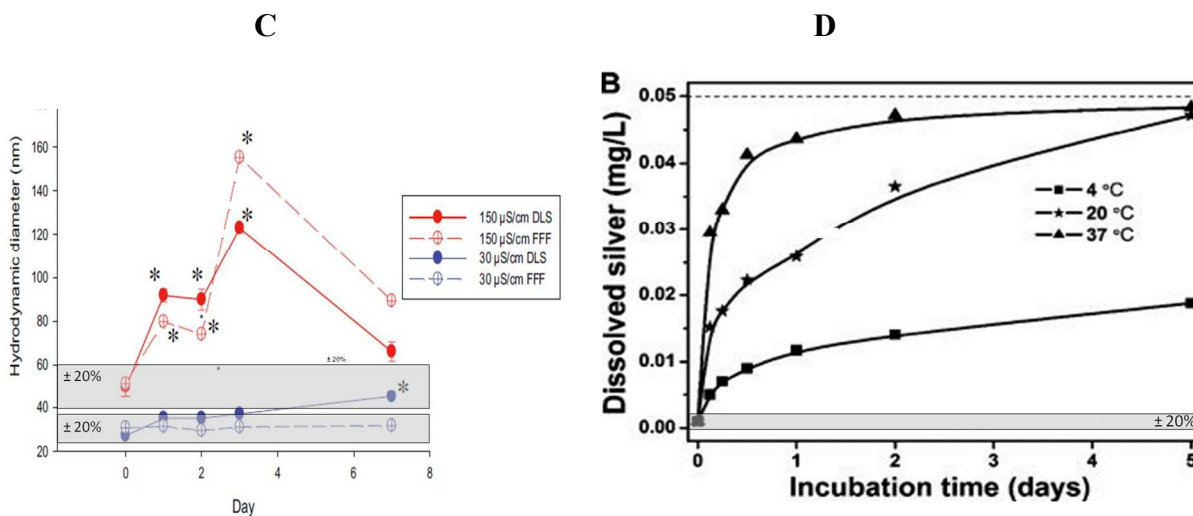 C
D
Hydrodynamic diameter (nm)
160
140
120
100
80
60
40
20
0
2
4
6
8
Day
*
*
*
*
*
*
*
± 20%
± 20%
± 20%
150 µS/cm DLS
150 µS/cm FFF
30 µS/cm DLS
30 µS/cm FFF
B
Dissolved silver (mg/L)
0.05
0.04
0.03
0.02
0.01
0.00
0
1
2
3
4
5
Incubation time (days)
4 °C
20 °C
37 °C
± 20%